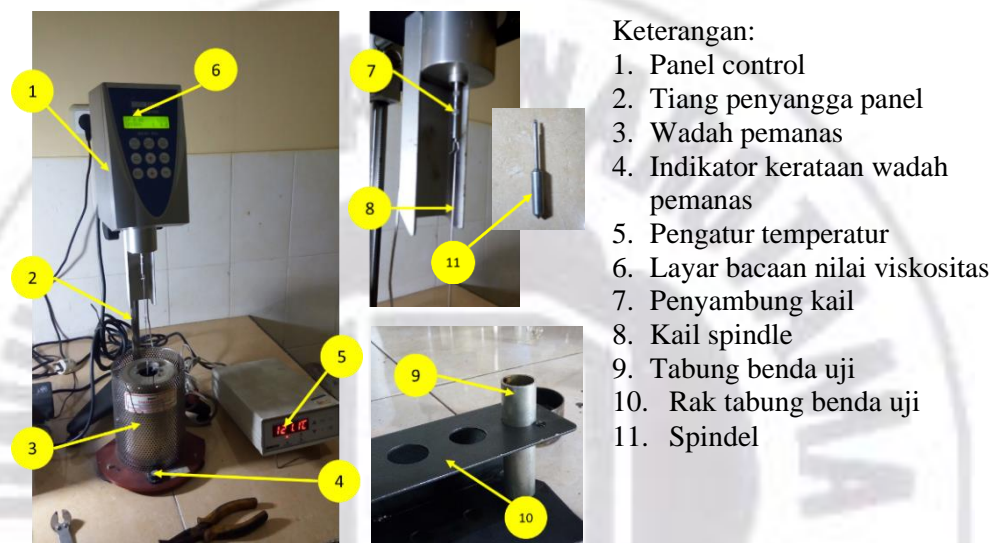 Keterangan:
1. Panel control
2. Tiang penyangga panel
3. Wadah pemanas
4. Indikator kerataan wadah
pemanas
5. Pengatur temperatur
6. Layar bacaan nilai viskositas
7. Penyambung kail
8. Kail spindle
9. Tabung benda uji
10. Rak tabung benda uji
11. Spindel
1
6
2
5
3
4
7
8
11
9
10